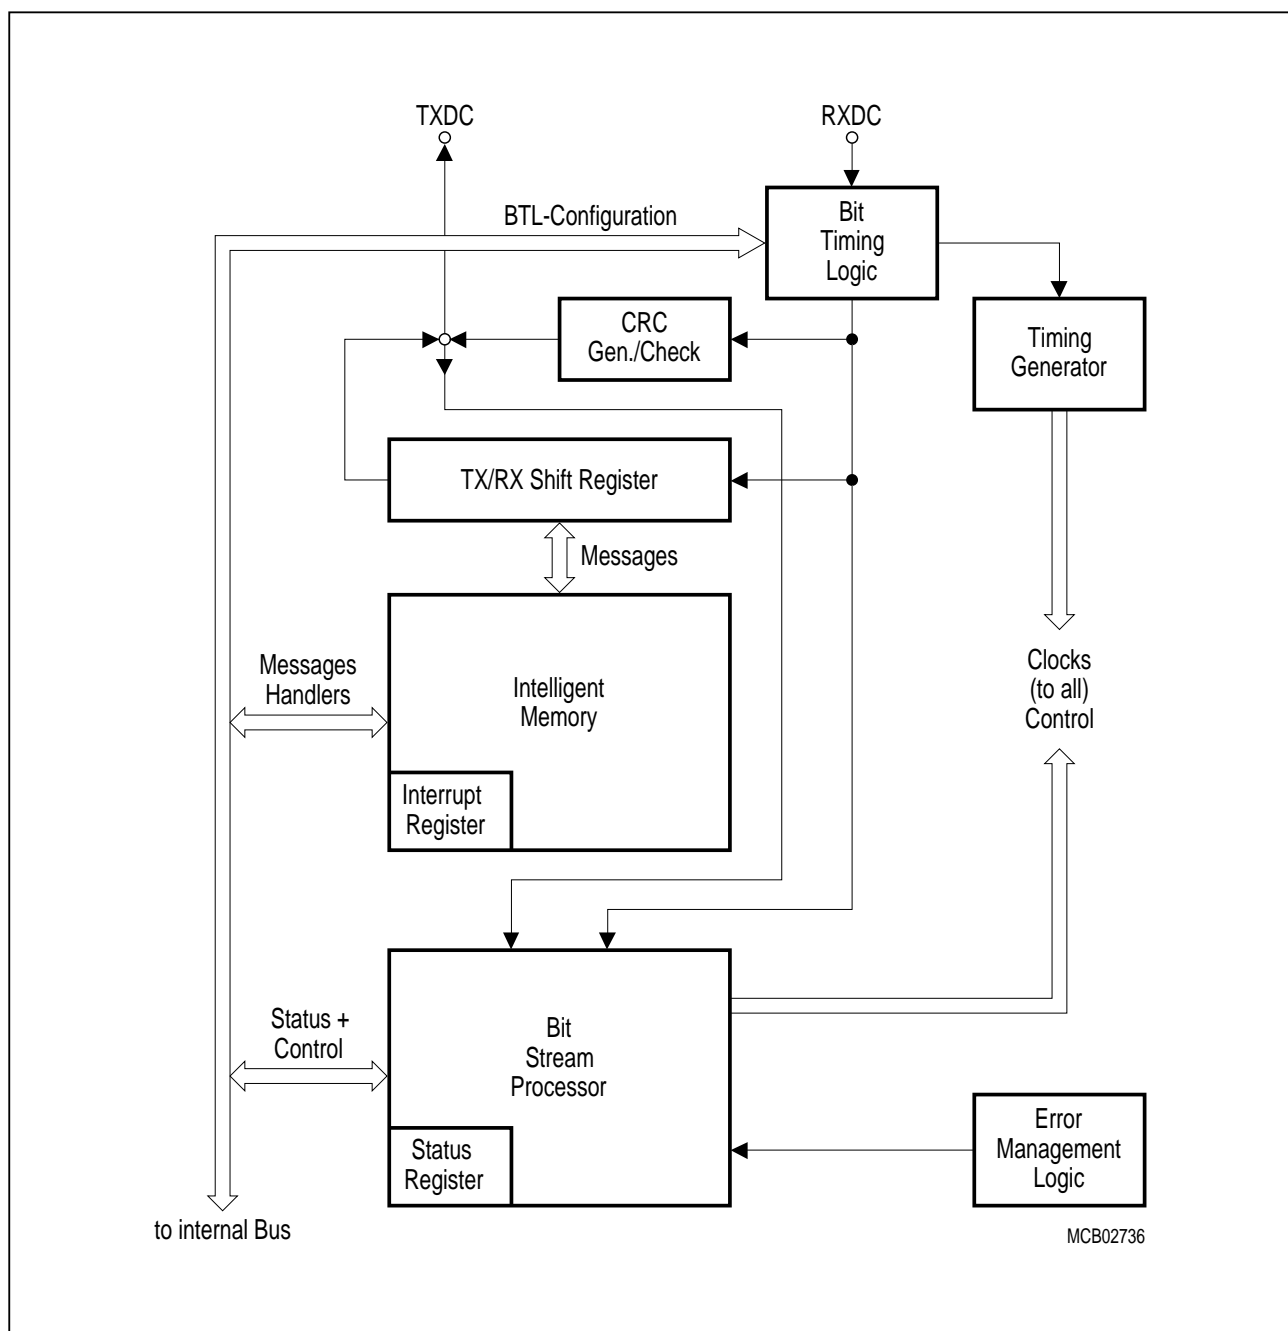 TXDC
RXDC
BTL-Configuration
Bit
Timing
Logic
CRC
Gen./Check
Timing
Generator
TX/RX Shift Register
Messages
Messages
Handlers
Intelligent
Memory
Clocks
(to all)
Control
Interrupt
Register
Status +
Control
Bit
Stream
Processor
Status
Register
Error
Management
Logic
to internal Bus
MCB02736